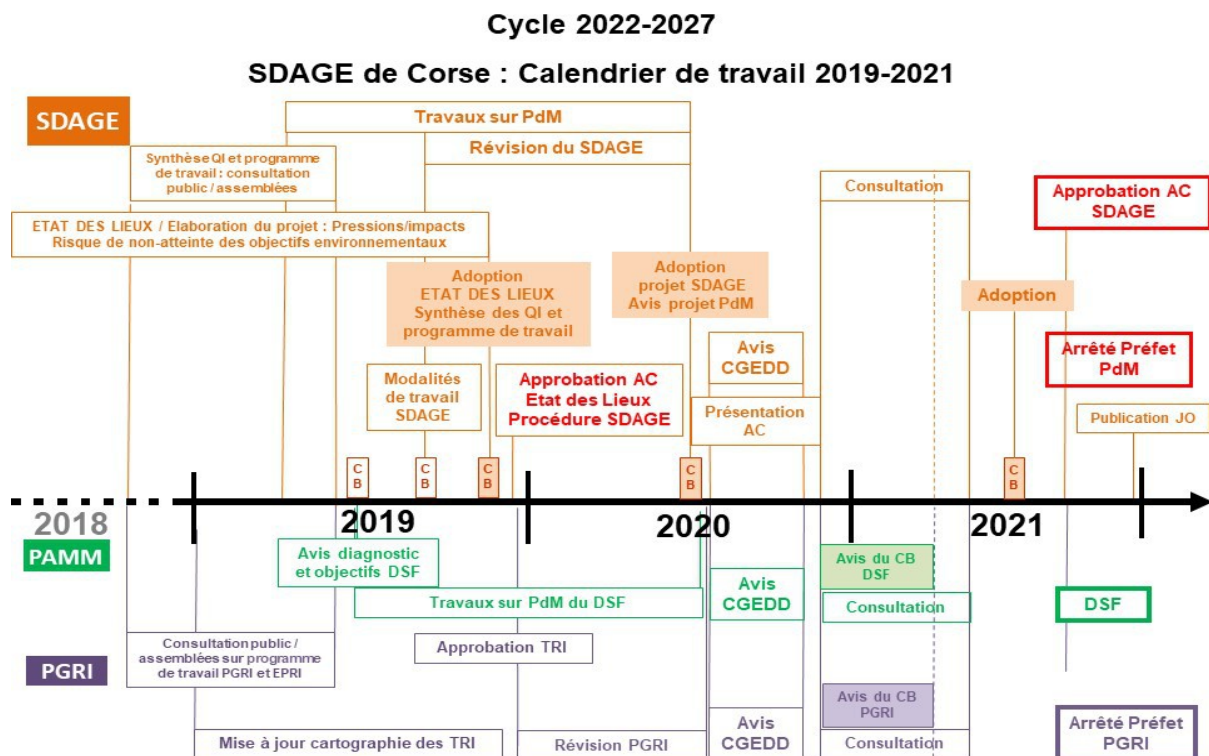 Cycle 2022-2027
SDAGE de Corse : Calendrier de travail 2019-2021
SDAGE
Travaux sur PdM
Révision du SDAGE
Synthèse QI et programme
de travail : consultation
public / assemblées
Consultation
Approbation AC
SDAGE
ETAT DES LIEUX / Elaboration du projet : Pressions/impacts
Risque de non-atteinte des objectifs environnementaux
Adoption
ETAT DES LIEUX
Synthèse des QI et
programme de travail
Adoption
projet SDAGE
Avis projet PdM
Adoption
Avis
CGEDD
Arrêté Préfet
PdM
Modalités
de travail
SDAGE
Approbation AC
Etat des Lieux
Procédure SDAGE
Présentation
AC
Publication JO
C
B
C
B
C
B
C
B
C
B
2018
2019
2020
2021
PAMM
Avis diagnostic
et objectifs DSF
Avis du CB
DSF
Travaux sur PdM du DSF
Avis
CGEDD
Consultation
DSF
Consultation public /
assemblées sur programme
de travail PGRI et EPRI
Approbation TRI
PGRI
Avis du CB
PGRI
Mise à jour cartographie des TRI
Révision PGRI
Avis
CGEDD
Consultation
Arrêté Préfet
PGRI